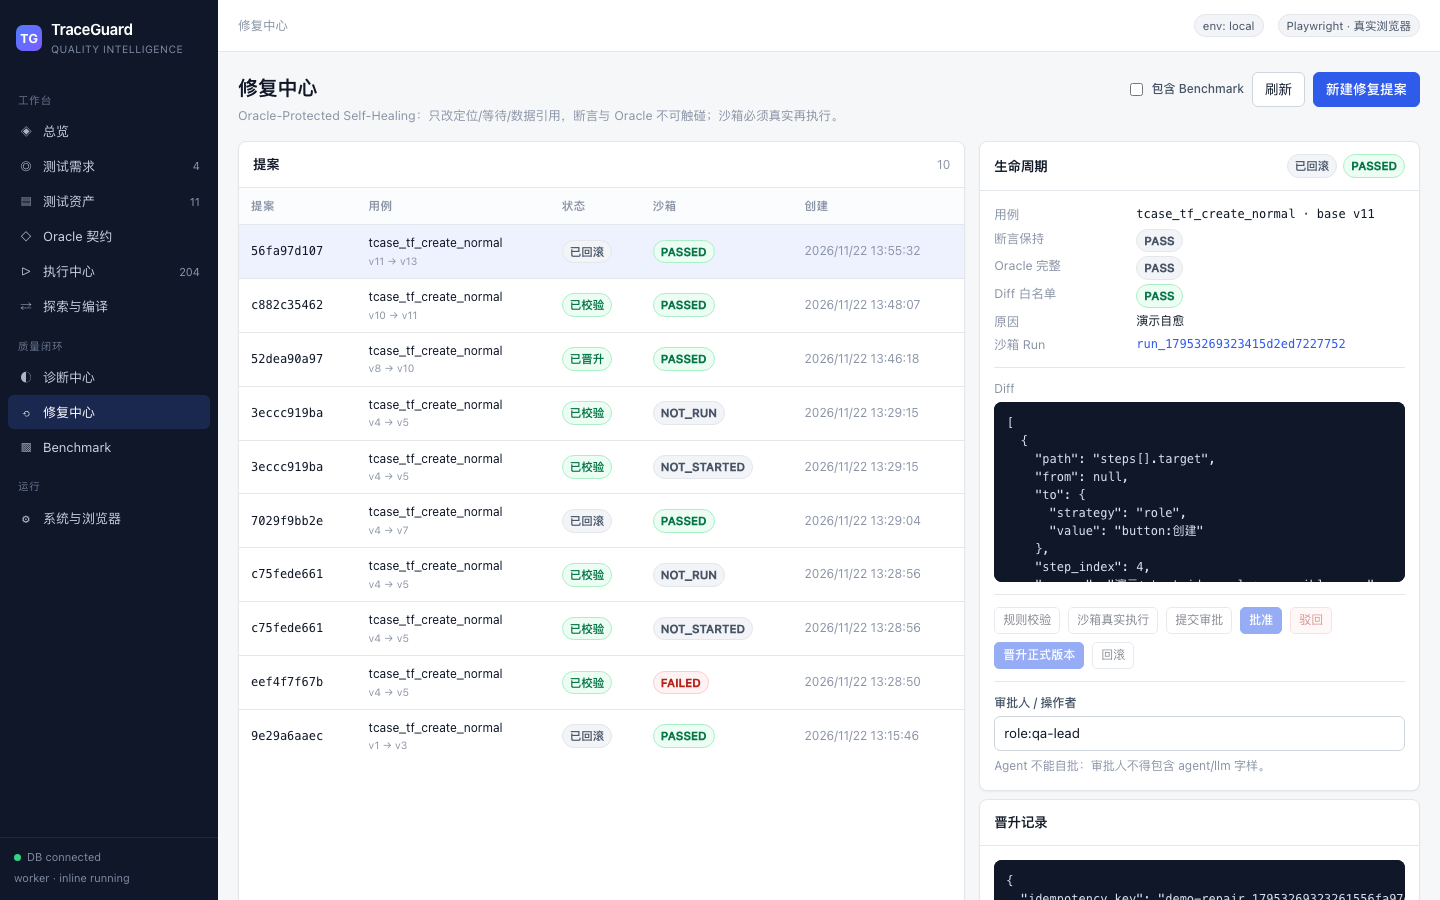 TG
TraceGuard
QUALITY INTELLIGENCE
工作台
总览
测试需求 4
测试资产 11
Oracle 契约
执行中心 204
探索与编译
质量闭环
诊断中心
修复中心
Benchmark
运行
系统与浏览器
DB connected
worker · inline running
修复中心
env: local
Playwright · 真实浏览器
修复中心
Oracle-Protected Self-Healing：只改定位/等待/数据引用，断言与 Oracle 不可触碰；沙箱必须真实再执行。
包含 Benchmark
刷新
新建修复提案
提案 10
提案 用例 状态 沙箱 创建
56fa97d107 tcase_tf_create_normal 已回滚 PASSED 2026/11/22 13:55:32
v11 → v13
c882c35462 tcase_tf_create_normal 已校验 PASSED 2026/11/22 13:48:07
v10 → v11
52dea90a97 tcase_tf_create_normal 已晋升 PASSED 2026/11/22 13:46:18
v8 → v10
3eccc919ba tcase_tf_create_normal 已校验 NOT_RUN 2026/11/22 13:29:15
v4 → v5
3eccc919ba tcase_tf_create_normal 已校验 NOT_STARTED 2026/11/22 13:29:15
v4 → v5
7029f9bb2e tcase_tf_create_normal 已回滚 PASSED 2026/11/22 13:29:04
v4 → v7
c75fede661 tcase_tf_create_normal 已校验 NOT_RUN 2026/11/22 13:28:56
v4 → v5
c75fede661 tcase_tf_create_normal 已校验 NOT_STARTED 2026/11/22 13:28:56
v4 → v5
eef4f7f67b tcase_tf_create_normal 已校验 FAILED 2026/11/22 13:28:50
v4 → v5
9e29a6aaec tcase_tf_create_normal 已回滚 PASSED 2026/11/22 13:15:46
v1 → v3
生命周期 已回滚 PASSED
用例 tcase_tf_create_normal · base v11
断言保持 PASS
Oracle 完整 PASS
Diff 白名单 PASS
原因 演示自愈
沙箱 Run run_17953269323415d2ed7227752
Diff
[
{
"path": "steps[].target",
"from": null,
"to": {
"strategy": "role",
"value": "button:创建"
},
"step_index": 4,
规则校验 沙箱真实执行 提交审批 批准 驳回
晋升正式版本 回滚
审批人 / 操作者
role:qa-lead
Agent 不能自批：审批人不得包含 agent/llm 字样。
晋升记录
{
"idempotency_key": "demo-repair_17953269323261556fa97